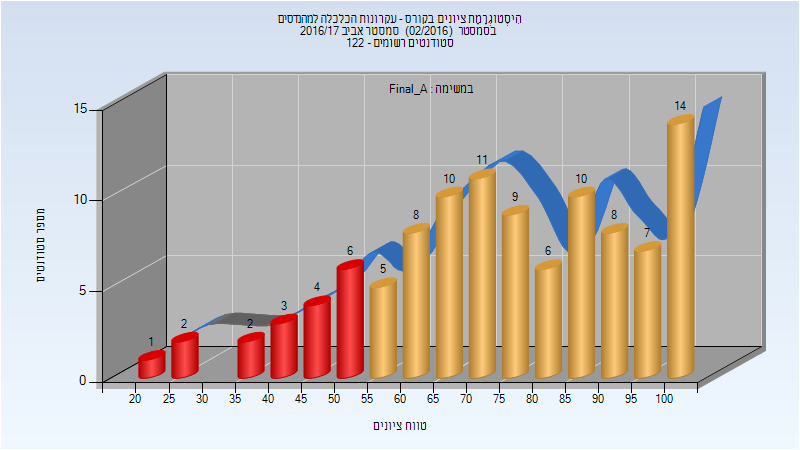 היסטוגרמת ציונים בקורס - עקרונות הכלכלה למהנדסים
בסמסטר (02/2016) סמסטר אביב 2016/17
סטודנטים רשומים - 122
במשימה : Final_A
מספר סטודנטים
15
10
5
0
1
2
2
3
4
6
5
8
10
11
9
6
10
8
7
14
20 25 30 35 40 45 50 55 60 65 70 75 80 85 90 95 100
טווח ציונים